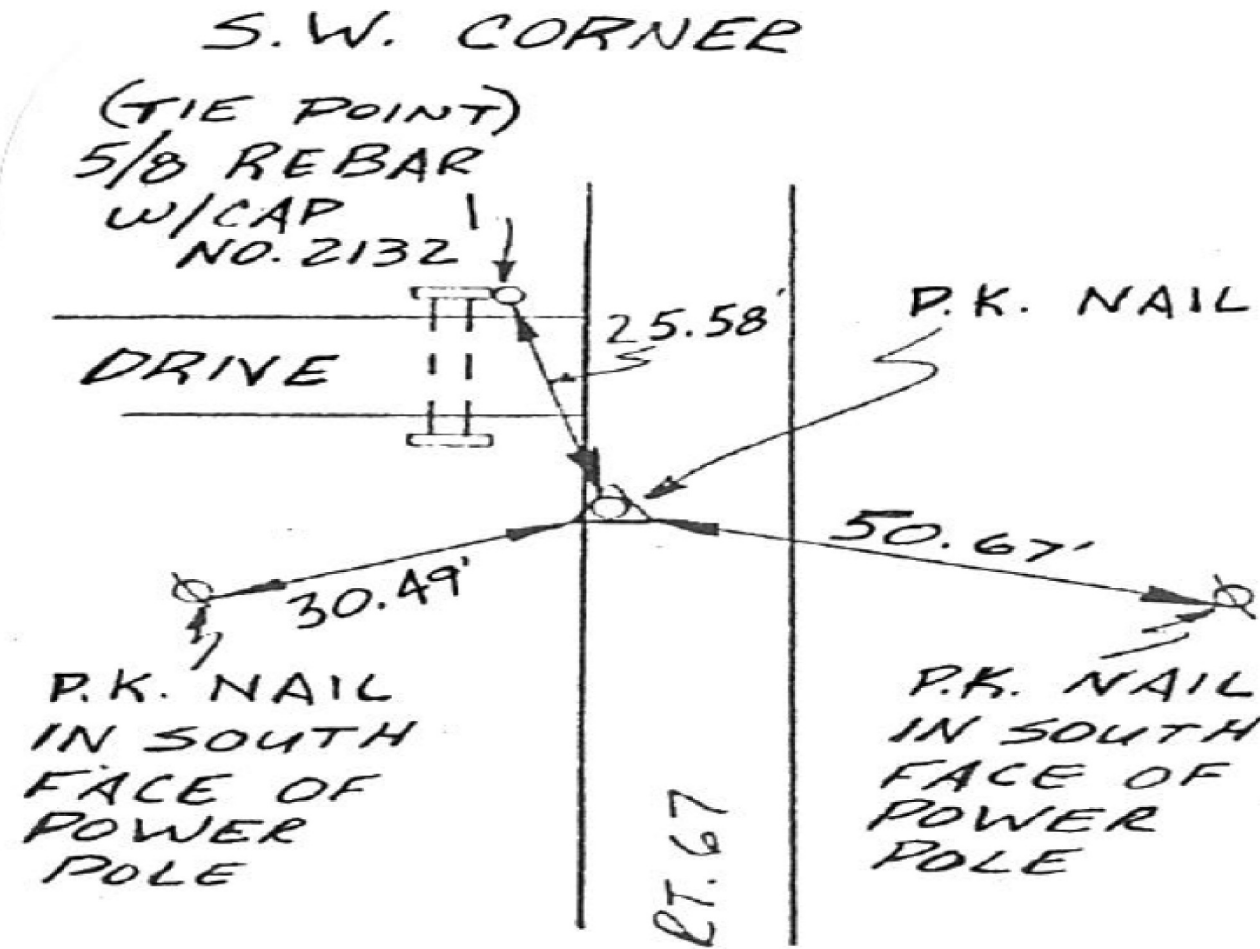 S.W. CORNER
(TIE POINT)
5/8 REBAR
W/CAP
NO. 2132
25.58'
P.K. NAIL
DRIVE
50.67'
30.49'
P.K. NAIL
IN SOUTH
FACE OF
POWER
POLE
P.K. NAIL
IN SOUTH
FACE OF
POWER
POLE
RT. 67